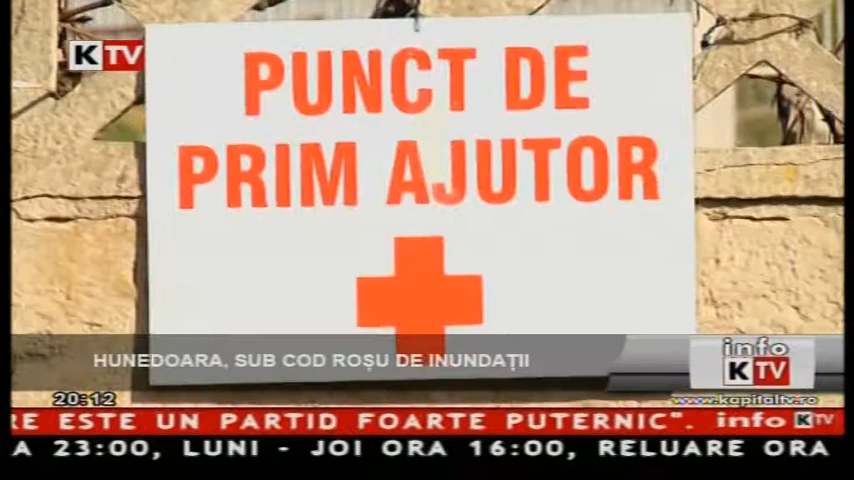 KTV
PUNCT DE
PRIM AJUTOR
HUNEDOARA, SUB COD ROȘU DE INUNDAȚII
info
KTV
20:12
www.kapitaltv.ro
RE ESTE UN PARTID FOARTE PUTERNIC". info KTV
A 23:00, LUNI - JOI ORA 16:00, RELUARE ORA